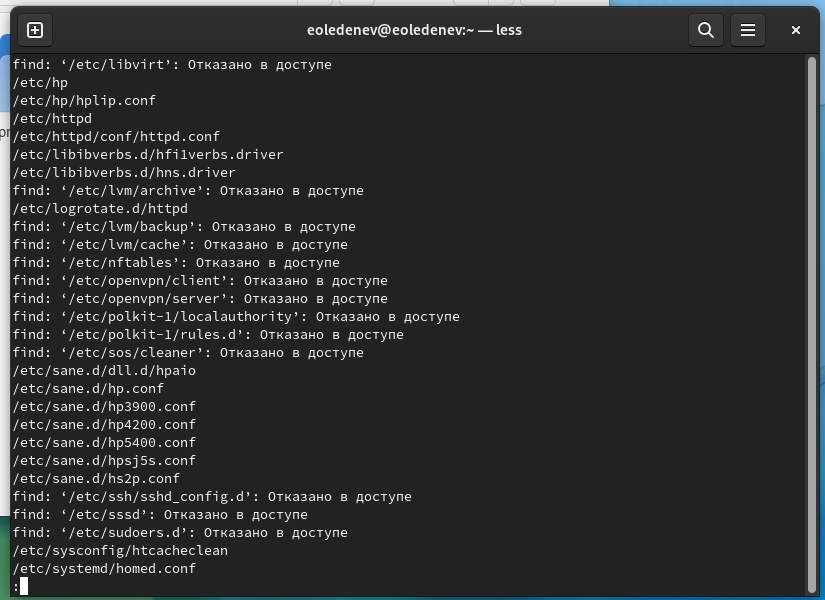 eoledenev@eoledenev:~ — less
find: ‘/etc/libvirt’: Отказано в доступе
/etc/hp
/etc/hp/hplip.conf
/etc/httpd
/etc/httpd/conf/httpd.conf
/etc/libibverbs.d/hfi1verbs.driver
/etc/libibverbs.d/hns.driver
find: ‘/etc/lvm/archive’: Отказано в доступе
/etc/logrotate.d/httpd
find: ‘/etc/lvm/backup’: Отказано в доступе
find: ‘/etc/lvm/cache’: Отказано в доступе
find: ‘/etc/nftables’: Отказано в доступе
find: ‘/etc/openvpn/client’: Отказано в доступе
find: ‘/etc/openvpn/server’: Отказано в доступе
find: ‘/etc/polkit-1/localauthority’: Отказано в доступе
find: ‘/etc/polkit-1/rules.d’: Отказано в доступе
find: ‘/etc/sos/cleaner’: Отказано в доступе
/etc/sane.d/dll.d/hpaio
/etc/sane.d/hp.conf
/etc/sane.d/hp3900.conf
/etc/sane.d/hp4200.conf
/etc/sane.d/hp5400.conf
/etc/sane.d/hpsj5s.conf
/etc/sane.d/hs2p.conf
find: ‘/etc/ssh/sshd_config.d’: Отказано в доступе
find: ‘/etc/sssd’: Отказано в доступе
find: ‘/etc/sudoers.d’: Отказано в доступе
/etc/sysconfig/htcacheclean
/etc/systemd/homed.conf
: